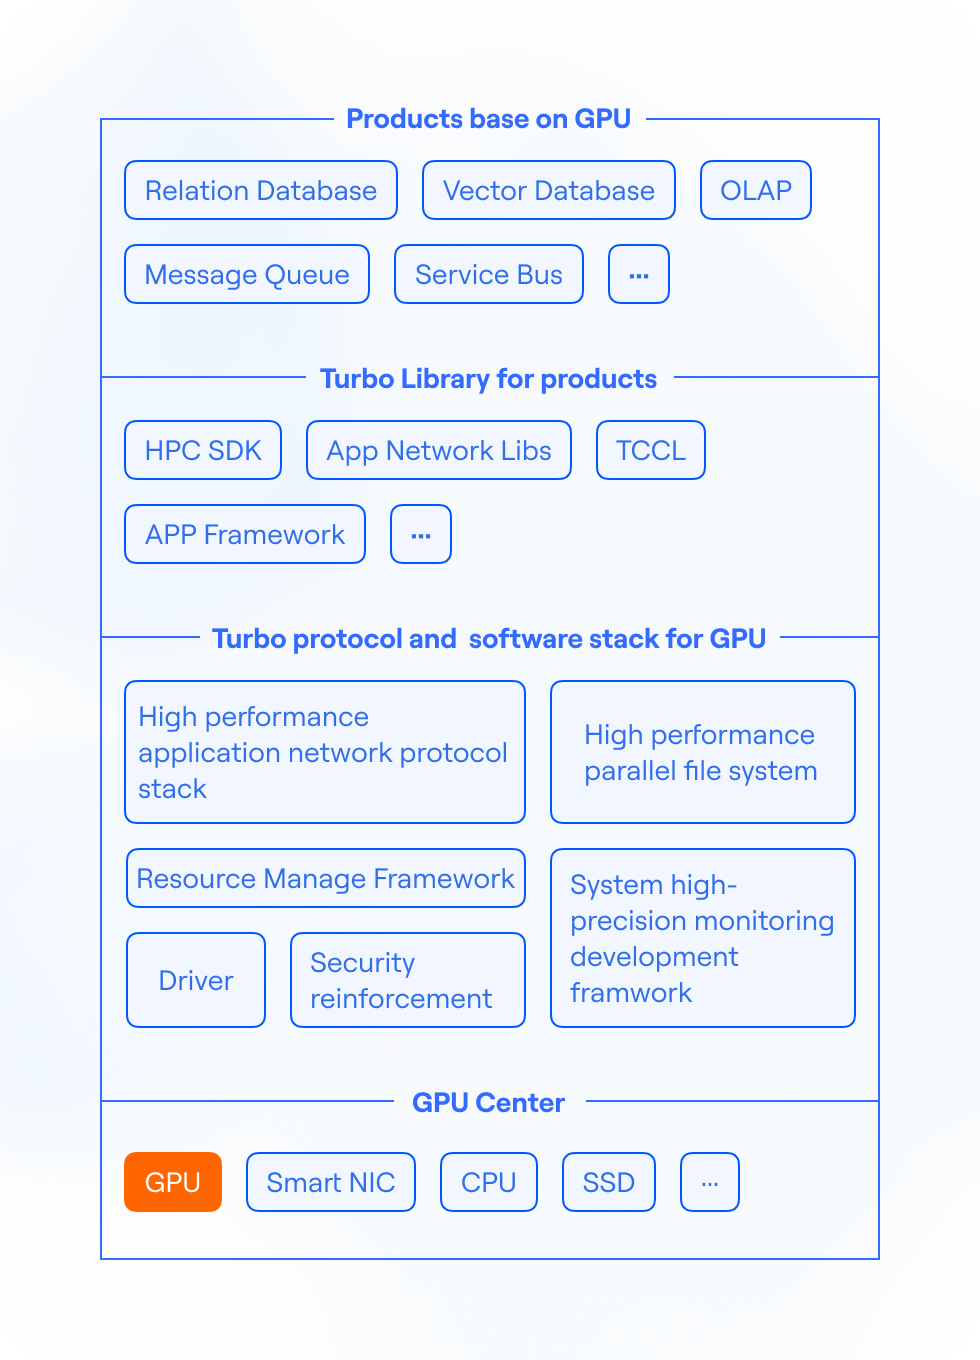 Products base on GPU
Relation Database
Vector Database
OLAP
Message Queue
Service Bus
...
Turbo Library for products
HPC SDK
App Network Libs
TCCL
APP Framework
...
Turbo protocol and  software stack for GPU
High performance
application network protocol
stack
High performance
parallel file system
Resource Manage Framework
System high-
precision monitoring
development
framwork
Driver
Security
reinforcement
GPU Center
GPU
Smart NIC
CPU
SSD
...